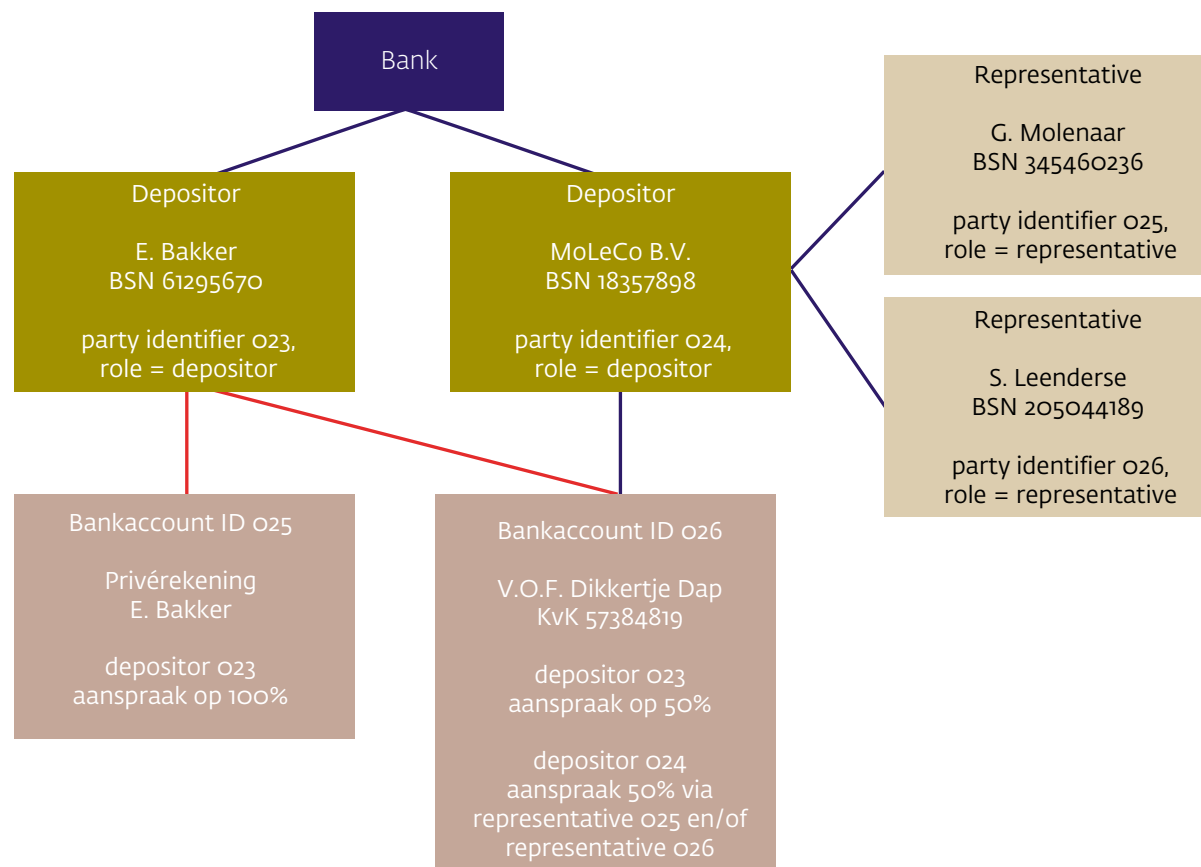 Bank
Depositor
E. Bakker
BSN 61295670
party identifier 023,
role = depositor
Depositor
MoLeCo B.V.
BSN 18357898
party identifier 024,
role = depositor
Representative
G. Molenaar
BSN 345460236
party identifier 025,
role = representative
Representative
S. Leenderse
BSN 205044189
party identifier 026,
role = representative
Bankaccount ID 025
Privérekening
E. Bakker
depositor 023
aanspraak op 100%
Bankaccount ID 026
V.O.F. Dikkertje Dap
KvK 57384819
depositor 023
aanspraak op 50%
depositor 024
aanspraak 50% via
representative 025 en/of
representative 026